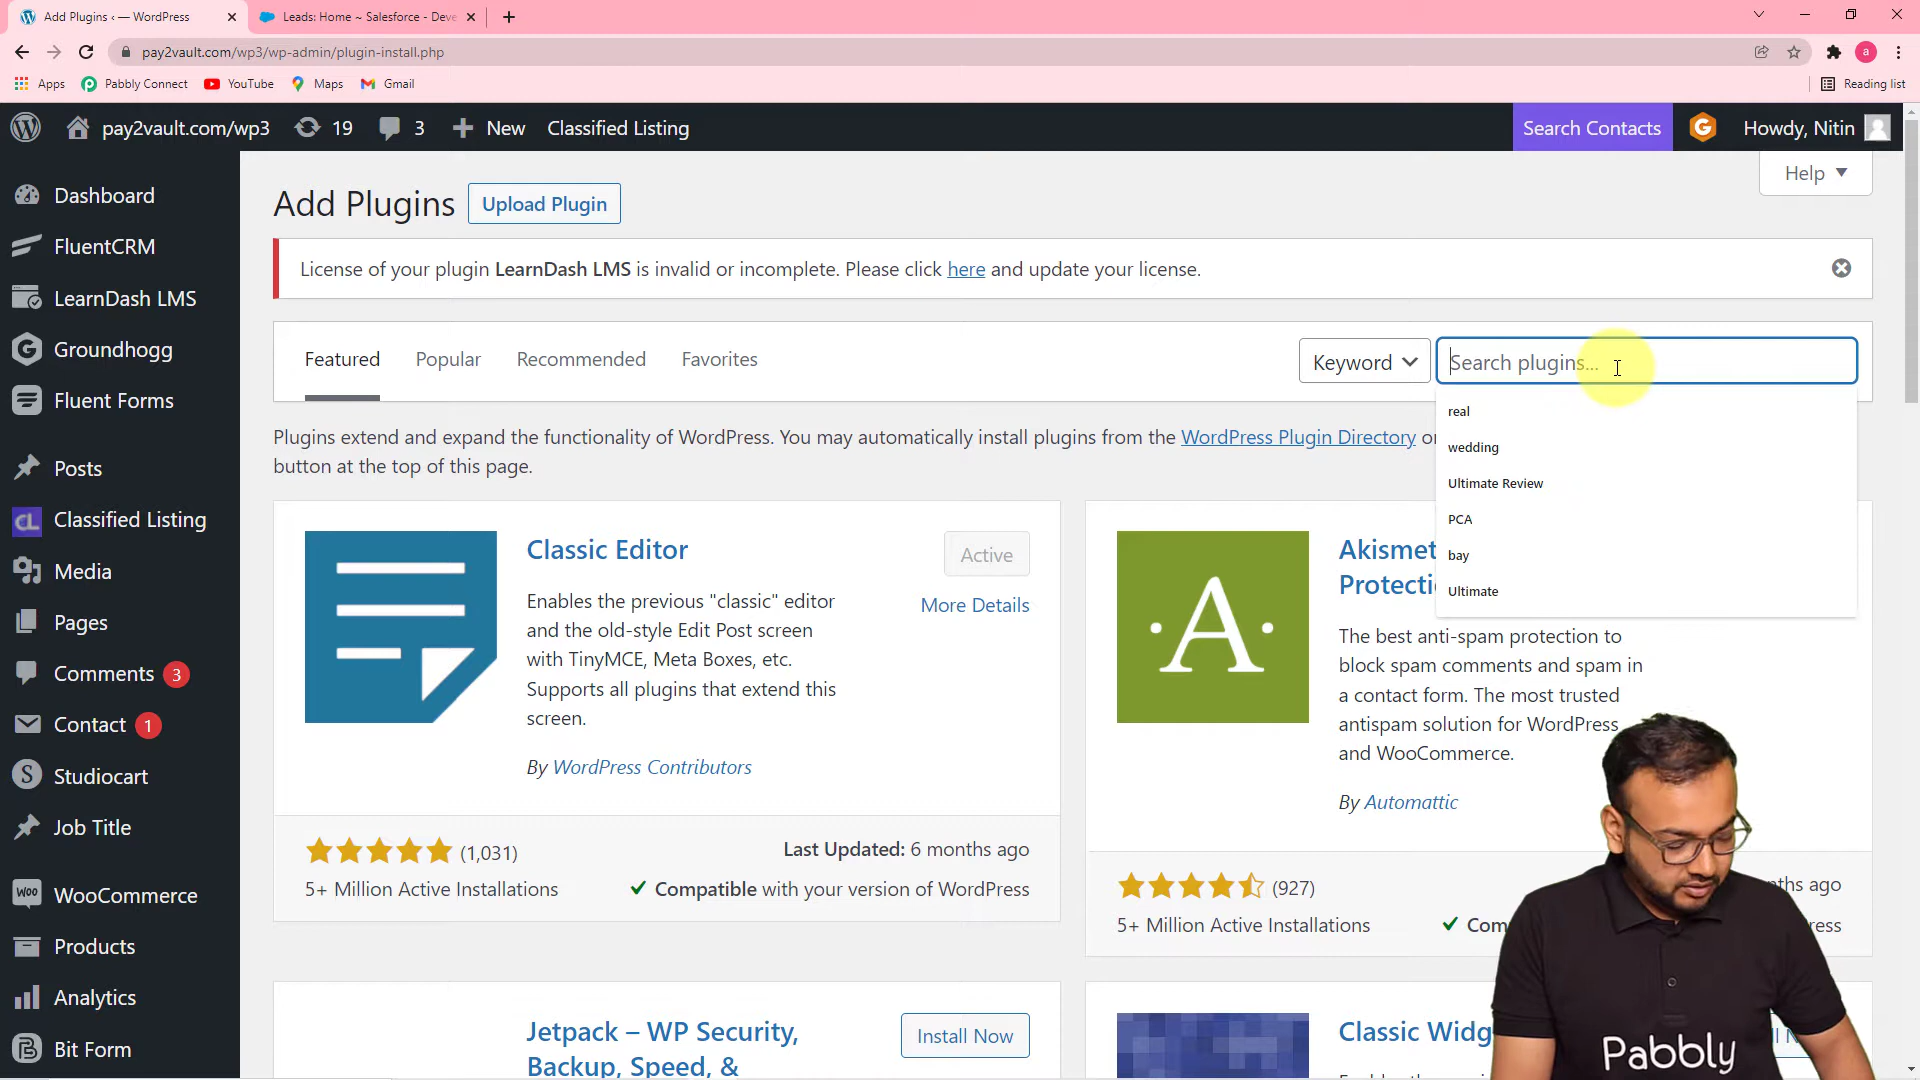 Add Plugins ‹ — WordPress
Leads: Home ~ Salesforce - Deve
pay2vault.com/wp3/wp-admin/plugin-install.php
a
Apps
Pabbly Connect
YouTube
Maps
Gmail
Reading list
pay2vault.com/wp3
19
3
New
Classified Listing
Search Contacts
Howdy, Nitin
Dashboard
FluentCRM
LearnDash LMS
Groundhogg
Fluent Forms
Posts
CL Classified Listing
Media
Pages
Comments 3
Contact 1
Studiocart
Job Title
WooCommerce
Products
Analytics
Bit Form
Help
Add Plugins
Upload Plugin
License of your plugin LearnDash LMS is invalid or incomplete. Please click here and update your license.
Featured
Popular
Recommended
Favorites
Keyword
Search plugins...
real
wedding
Ultimate Review
PCA
bay
Ultimate
Plugins extend and expand the functionality of WordPress. You may automatically install plugins from the WordPress Plugin Directory
button at the top of this page.
Classic Editor
Active
More Details
Enables the previous "classic" editor
and the old-style Edit Post screen
with TinyMCE, Meta Boxes, etc.
Supports all plugins that extend this
screen.
By WordPress Contributors
(1,031)
5+ Million Active Installations
Last Updated: 6 months ago
Compatible with your version of WordPress
Akismet
The best anti-spam protection to
block spam comments and spam in
a contact form. The most trusted
antispam solution for WordPress
and WooCommerce.
By Automattic
(927)
5+ Million Active Installations
ago
Jetpack – WP Security,
Backup, Speed, &
Install Now
Classic
Pabbly